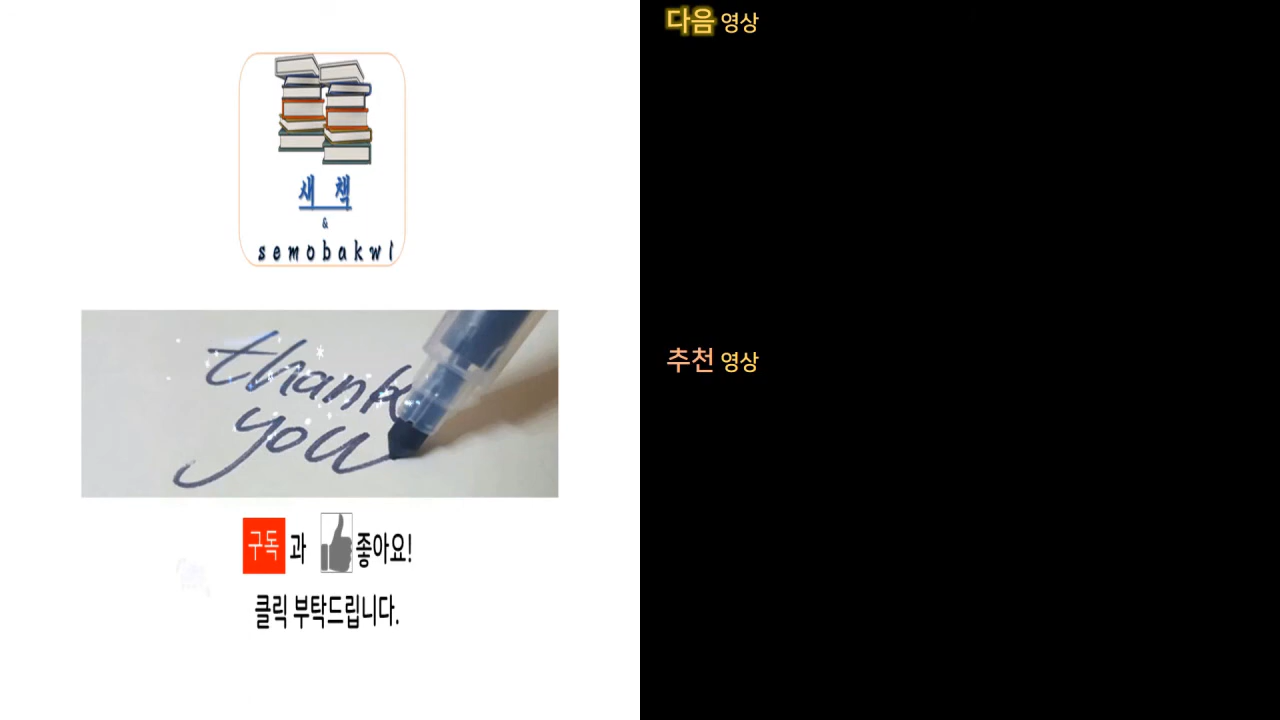 새 책
&
semobakwi
thank
you
구독 과 좋아요!
클릭 부탁드립니다.
다음 영상
추천 영상